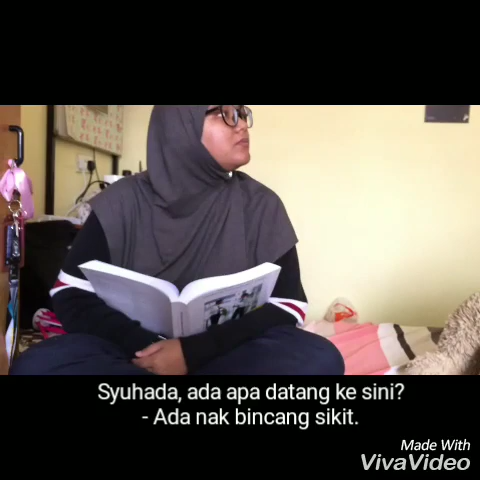 Syuhada, ada apa datang ke sini?
- Ada nak bincang sikit.
Made With
VivaVideo